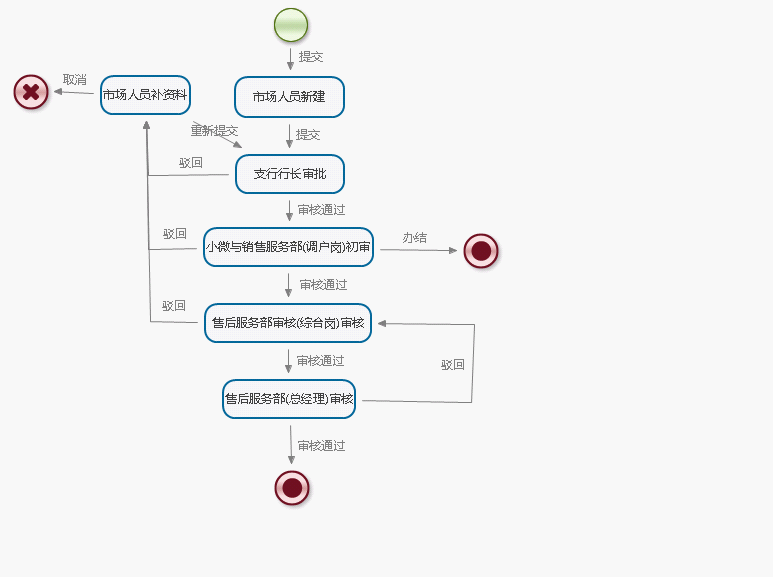 提交
取消
市场人员补资料
市场人员新建
重新提交
提交
驳回
支行行长审批
审核通过
驳回
办结
小微与销售服务部(调户岗)初审
审核通过
驳回
售后服务部审核(综合岗)审核
审核通过
驳回
售后服务部(总经理)审核
审核通过